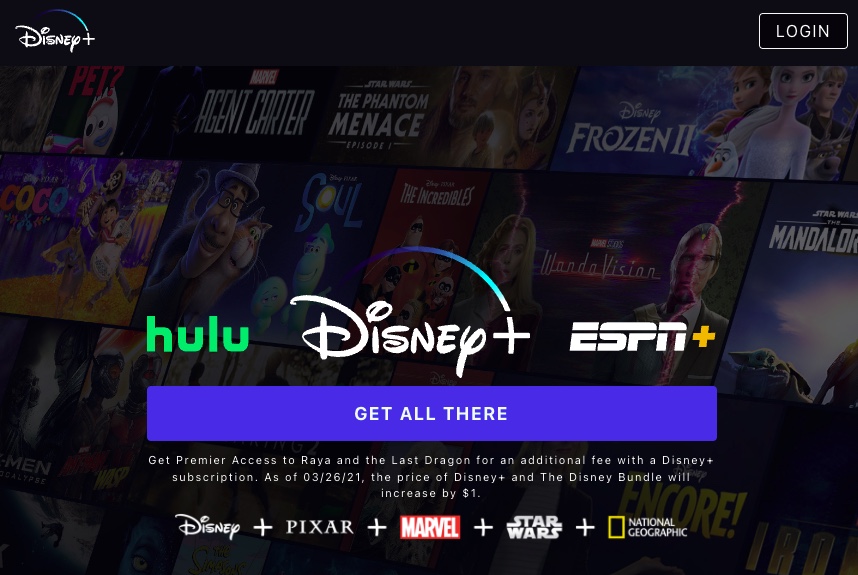 Disney+
LOGIN
PET?
MARVEL
AGENT CARTER
STAR WARS
THE PHANTOM
MENACE
EPISODE I
Disney
FROZEN II
COCO
SOUL
Disney PIXAR
THE INCREDIBLES
MARVEL STUDIOS
WandaVision
STAR WARS
THE
MANDALOR
hulu
Disney+
ESPN+
GET ALL THERE
Get Premier Access to Raya and the Last Dragon for an additional fee with a Disney+
subscription. As of 03/26/21, the price of Disney+ and The Disney Bundle will
increase by $1.
ENCORE!
Disney + PIXAR + MARVEL + STAR WARS + NATIONAL GEOGRAPHIC